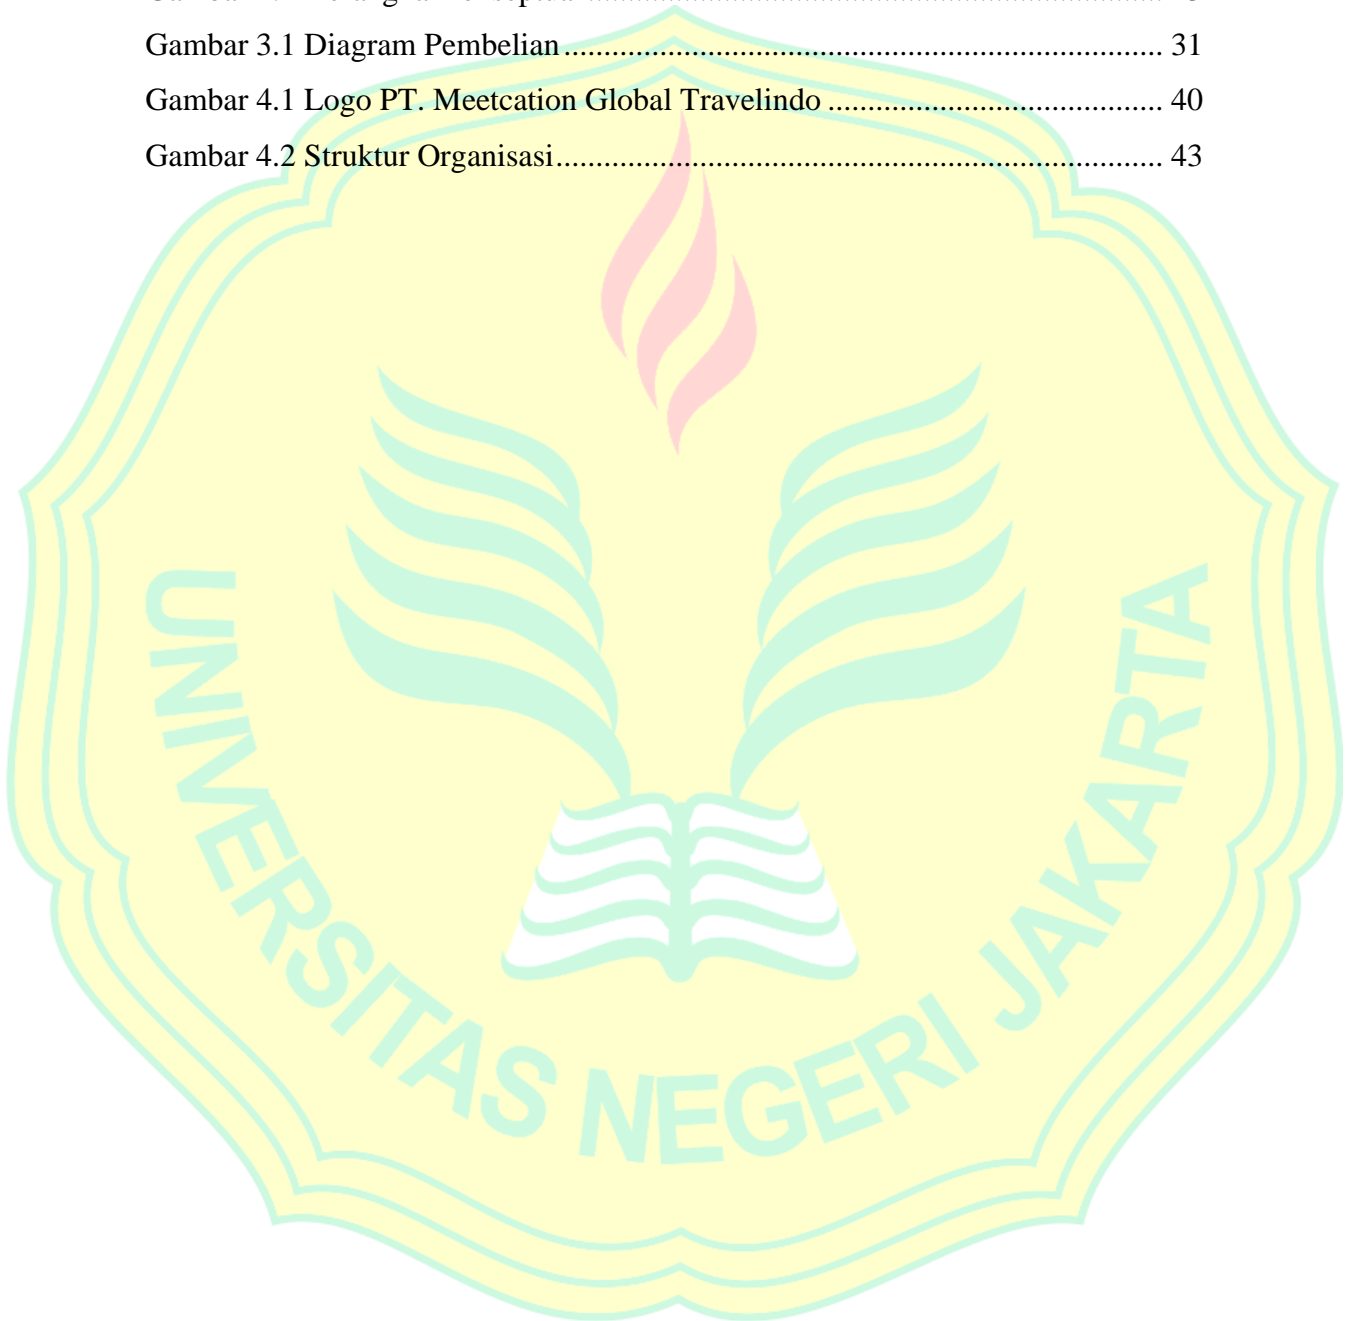 Gambar 3.1 Diagram Pembelian........................................................................... 31
Gambar 4.1 Logo PT. Meetcation Global Travelindo .......................................... 40
Gambar 4.2 Struktur Organisasi............................................................................ 43
UNIVERSITAS NEGERI JAKARTA